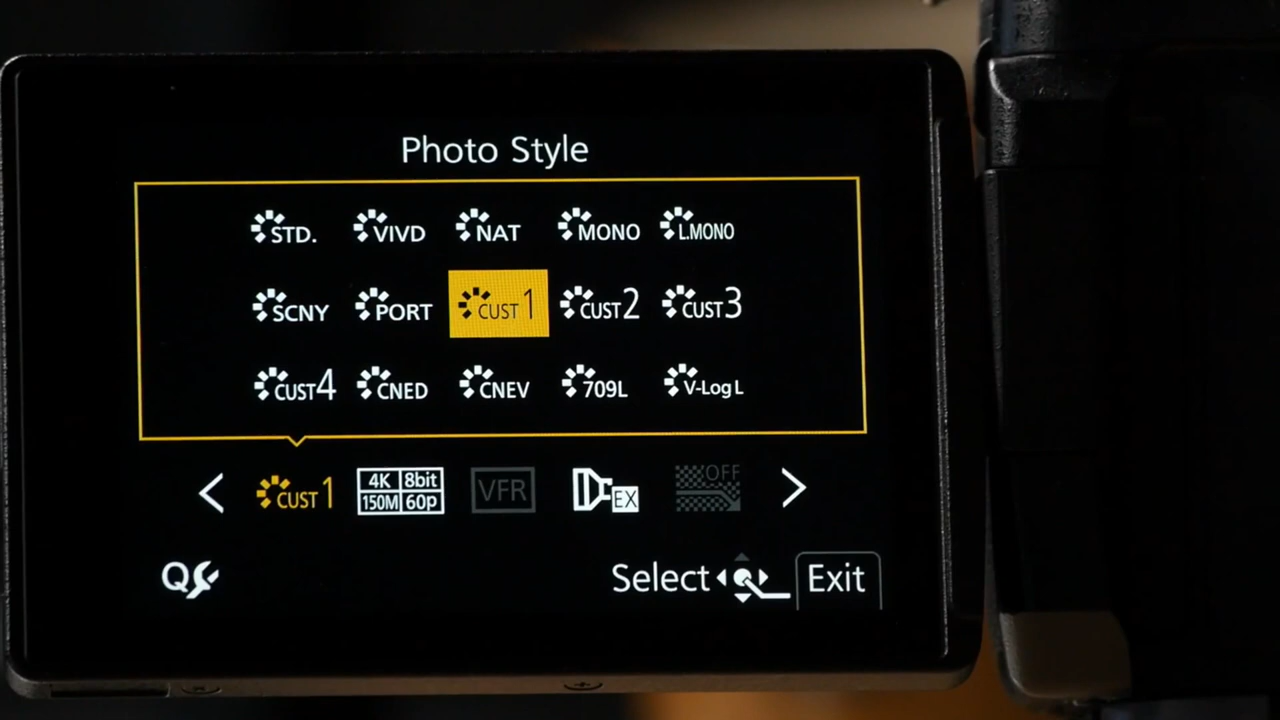 Photo Style
STD. VIVD NAT MONO L.MONO
SCNY PORT CUST 1 CUST2 CUST3
CUST4 CNED CNEV 709L V-Log L
CUST 1 4K 8bit 150M 60p VFR EX OFF
Q Select Exit